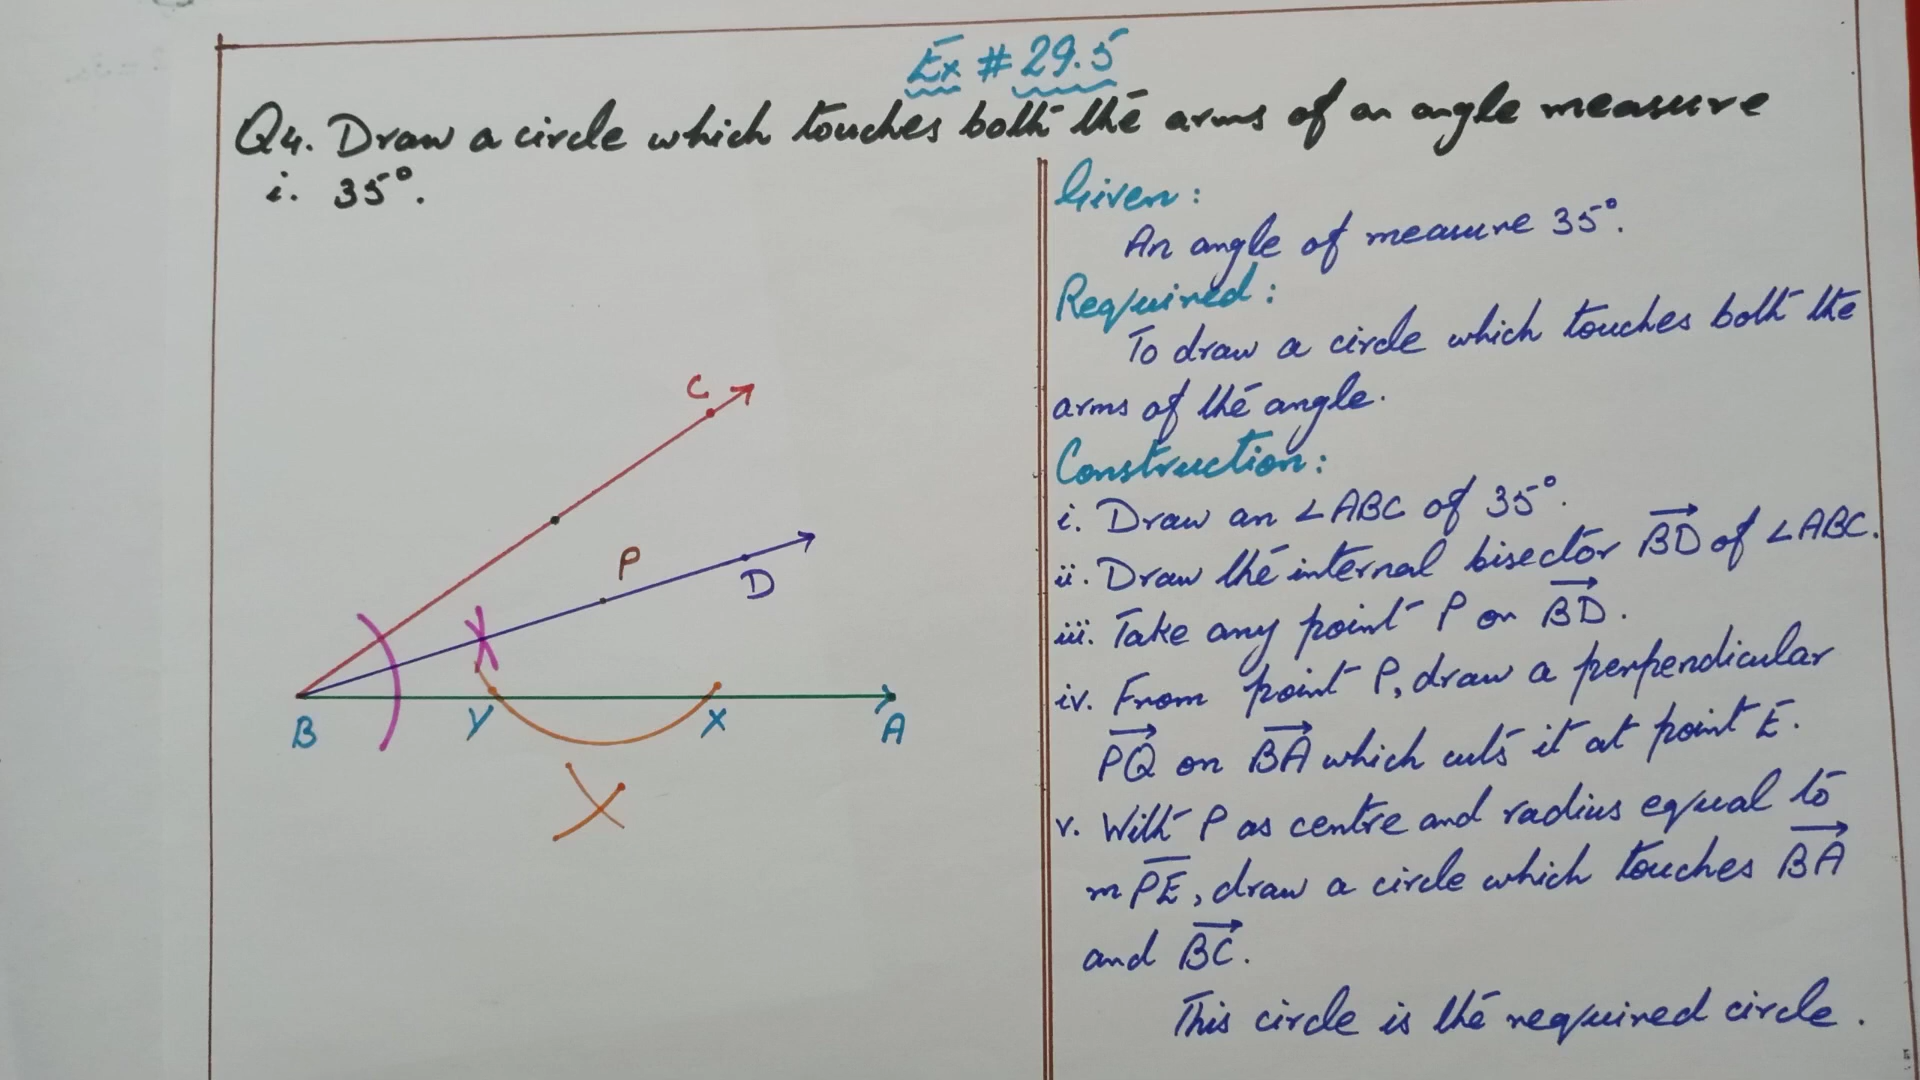 Ex # 29.5
Q4. Draw a circle which touches both the arms of an angle measure
i. 35°.
Given:
An angle of measure 35°.
Required:
To draw a circle which touches both the
arms of the angle.
Construction:
i. Draw an ∠ABC of 35°.
ii. Draw the internal bisector BD→ of ∠ABC.
iii. Take any point P on BD→.
iv. From point P, draw a perpendicular
PQ→ on BA→ which cuts it at point E.
v. With P as centre and radius equal to
mP̅E̅, draw a circle which touches BA→
and BC→.
This circle is the required circle.
C
P
D
B
Y
X
A